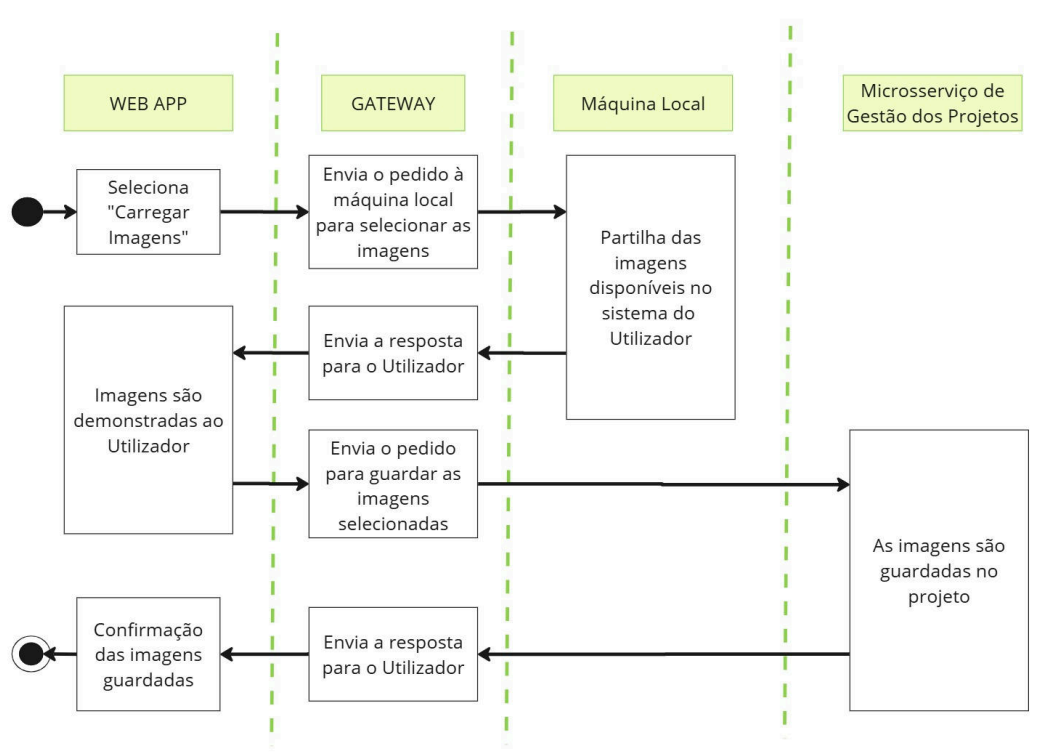 WEB APP
GATEWAY
Máquina Local
Microsserviço de
Gestão dos Projetos
Seleciona
"Carregar
Imagens"
Envia o pedido à
máquina local
para selecionar as
imagens
Partilha das
imagens
disponíveis no
sistema do
Utilizador
Envia a resposta
para o Utilizador
Imagens são
demonstradas ao
Utilizador
Envia o pedido
para guardar as
imagens
selecionadas
As imagens são
guardadas no
projeto
Envia a resposta
para o Utilizador
Confirmação
das imagens
guardadas